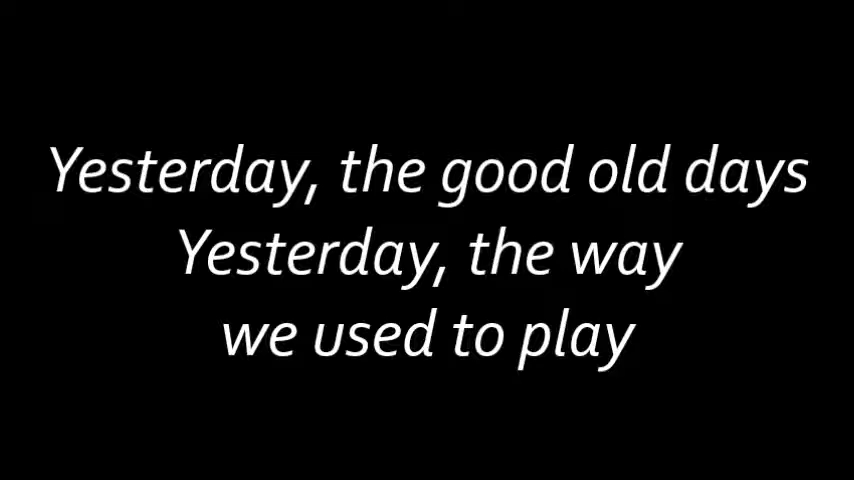 Yesterday, the good old days
Yesterday, the way
we used to play